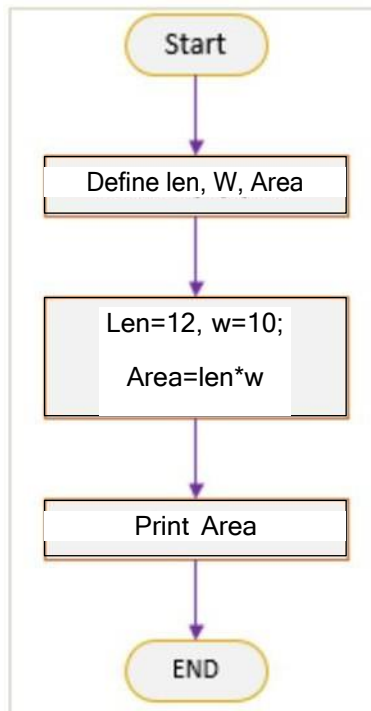 Start
Define len, W, Area
Len=12, w=10;
Area=len*w
Print Area
END